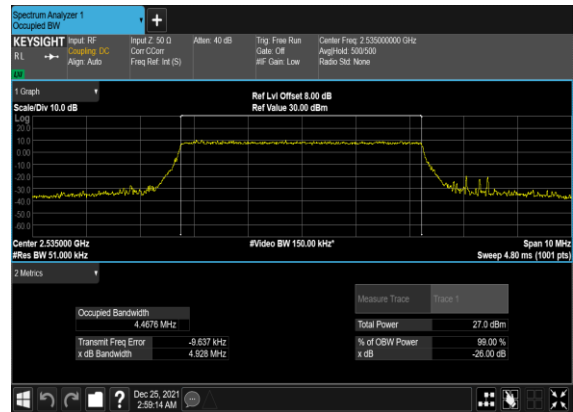 Spectrum Analyzer 1
Occupied BW
+
KEYSIGHT
RL
Input: RF
Coupling: DC
Align: Auto
Input Z: 50 Ω
Corr CCorr
Freq Ref: Int (S)
Atten: 40 dB
Trig: Free Run
Gate: Off
#IF Gain: Low
Center Freq: 2.535000000 GHz
Avg|Hold: 500/500
Radio Std: None
1 Graph
Scale/Div 10.0 dB
Ref Lvl Offset 8.00 dB
Ref Value 30.00 dBm
Log
20.0
10.0
0.00
-10.0
-20.0
-30.0
-40.0
-50.0
-60.0
Center 2.535000 GHz
#Res BW 51.000 kHz
#Video BW 150.00 kHz*
Span 10 MHz
Sweep 4.80 ms (1001 pts)
2 Metrics
Measure Trace Trace 1
Occupied Bandwidth
4.4676 MHz
Total Power 27.0 dBm
Transmit Freq Error -9.637 kHz
% of OBW Power 99.00 %
x dB Bandwidth 4.928 MHz
x dB -26.00 dB
?
Dec 25, 2021
2:59:14 AM